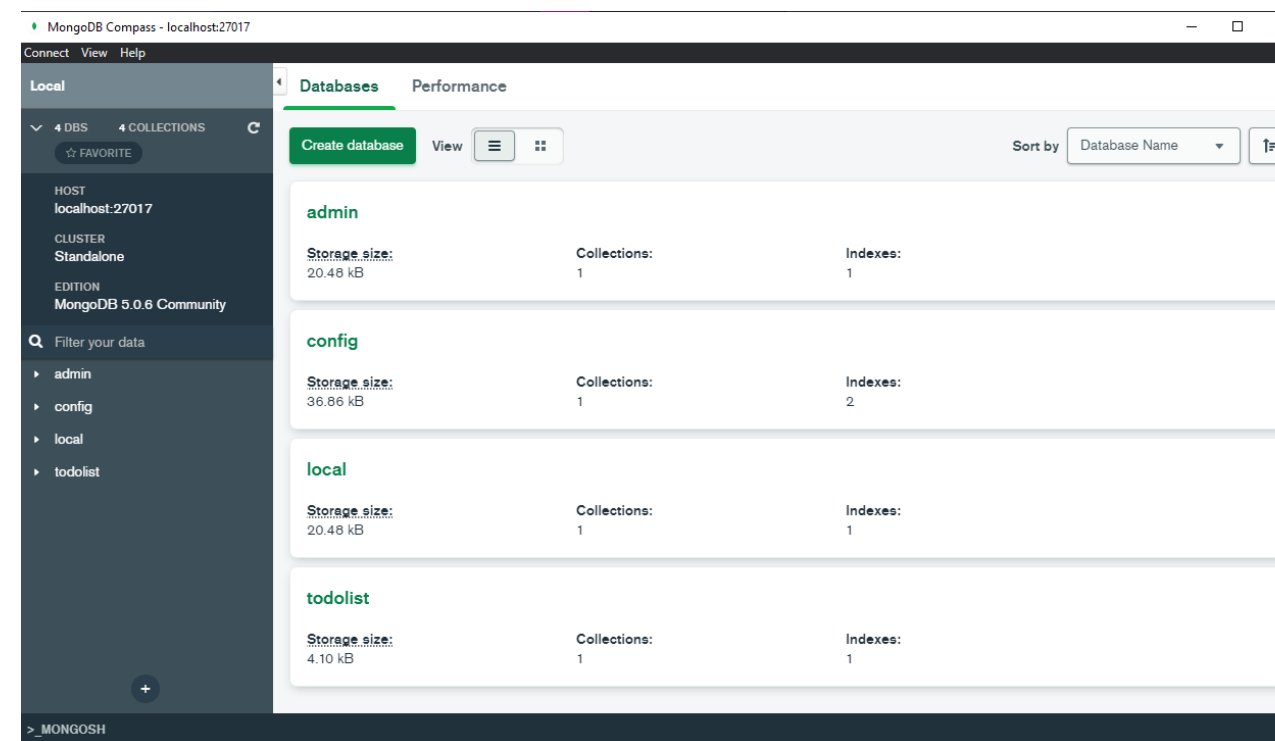 MongoDB Compass - localhost:27017
Connect View Help
Local
4 DBS 4 COLLECTIONS
☆ FAVORITE
HOST
localhost:27017
CLUSTER
Standalone
EDITION
MongoDB 5.0.6 Community
Filter your data
admin
config
local
todolist
>_MONGOSH
Databases Performance
Create database View Sort by Database Name
admin
Storage size: Collections: Indexes:
20.48 kB 1 1
config
Storage size: Collections: Indexes:
36.86 kB 1 2
local
Storage size: Collections: Indexes:
20.48 kB 1 1
todolist
Storage size: Collections: Indexes:
4.10 kB 1 1